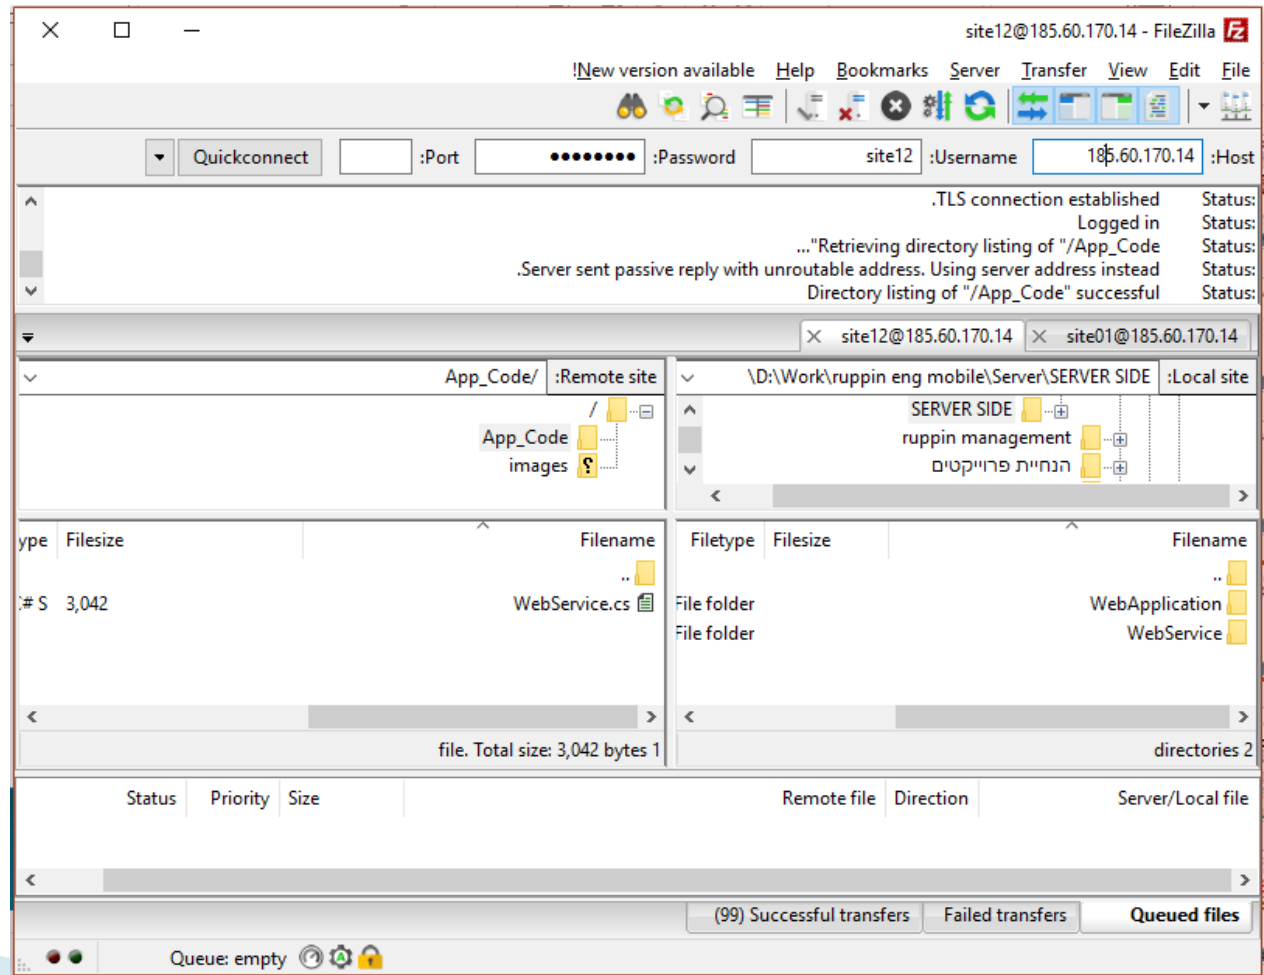 site12@185.60.170.14 - FileZilla
File Edit View Transfer Server Bookmarks Help !New version available
:Host 185.60.170.14 :Username site12 :Password •••••••• :Port Quickconnect
Status: .TLS connection established
Status: Logged in
Status: ..."Retrieving directory listing of "/App_Code
Status: .Server sent passive reply with unroutable address. Using server address instead
Status: Directory listing of "/App_Code" successful
site01@185.60.170.14 site12@185.60.170.14
:Local site \D:\Work\ruppin eng mobile\Server\SERVER SIDE
SERVER SIDE
ruppin management
הנחיית פרוייקטים
Filename Filesize Filetype
..
WebApplication File folder
WebService File folder
directories 2
:Remote site App_Code/
/
App_Code
images
Filename Filesize ype
..
WebService.cs 3,042 :# S
file. Total size: 3,042 bytes 1
Server/Local file Direction Remote file Size Priority Status
Queued files Failed transfers (99) Successful transfers
Queue: empty